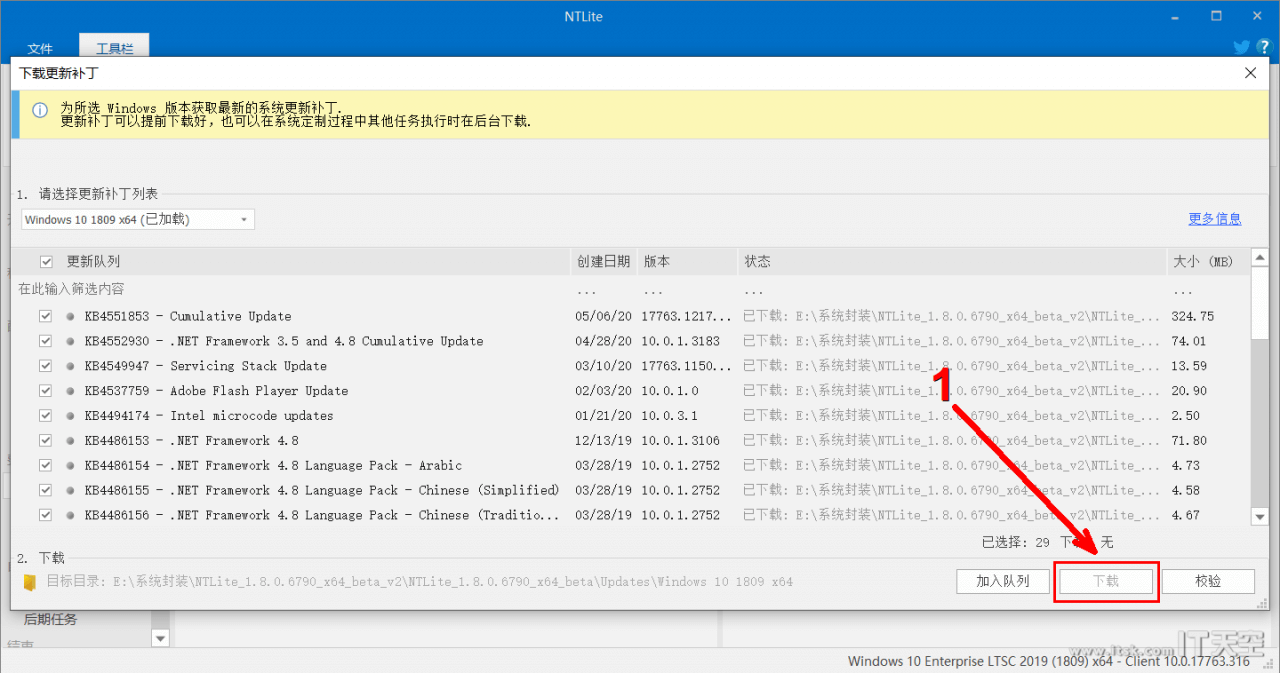 NTLite
文件 工具栏
下载更新补丁
为所选 Windows 版本获取最新的系统更新补丁.
更新补丁可以提前下载好，也可以在系统定制过程中其他任务执行时在后台下载.
1. 请选择更新补丁列表
Windows 10 1809 x64 (已加载) 更多信息
更新队列 创建日期 版本 状态 大小 (MB)
在此输入筛选内容 ... ... ... ...
KB4551853 - Cumulative Update 05/06/20 17763.1217... 已下载: E:\系统封装\NTLite_1.8.0.6790_x64_beta_v2\NTLite_... 324.75
KB4552930 - .NET Framework 3.5 and 4.8 Cumulative Update 04/28/20 10.0.1.3183 已下载: E:\系统封装\NTLite_1.8.0.6790_x64_beta_v2\NTLite_... 74.01
KB4549947 - Servicing Stack Update 03/10/20 17763.1150... 已下载: E:\系统封装\NTLite_1.8.0.6790_x64_beta_v2\NTLite_... 13.59
KB4537759 - Adobe Flash Player Update 02/03/20 10.0.1.0 已下载: E:\系统封装\NTLite_1.8.0.6790_x64_beta_v2\NTLite_... 20.90
1
KB4494174 - Intel microcode updates 01/21/20 10.0.3.1 已下载: E:\系统封装\NTLite_1.8.0.6790_x64_beta_v2\NTLite_... 2.50
KB4486153 - .NET Framework 4.8 12/13/19 10.0.1.3106 已下载: E:\系统封装\NTLite_1.8.0.6790_x64_beta_v2\NTLite_... 71.80
KB4486154 - .NET Framework 4.8 Language Pack - Arabic 03/28/19 10.0.1.2752 已下载: E:\系统封装\NTLite_1.8.0.6790_x64_beta_v2\NTLite_... 4.73
KB4486155 - .NET Framework 4.8 Language Pack - Chinese (Simplified) 03/28/19 10.0.1.2752 已下载: E:\系统封装\NTLite_1.8.0.6790_x64_beta_v2\NTLite_... 4.58
KB4486156 - .NET Framework 4.8 Language Pack - Chinese (Traditio... 03/28/19 10.0.1.2752 已下载: E:\系统封装\NTLite_1.8.0.6790_x64_beta_v2\NTLite_... 4.67
已选择: 29 无
2. 下载
目标目录: E:\系统封装\NTLite_1.8.0.6790_x64_beta_v2\NTLite_1.8.0.6790_x64_beta\Updates\Windows 10 1809 x64 加入队列 下载 校验
后期任务
www.itsk.com IT天空
Windows 10 Enterprise LTSC 2019 (1809) x64 - Client 10.0.17763.316